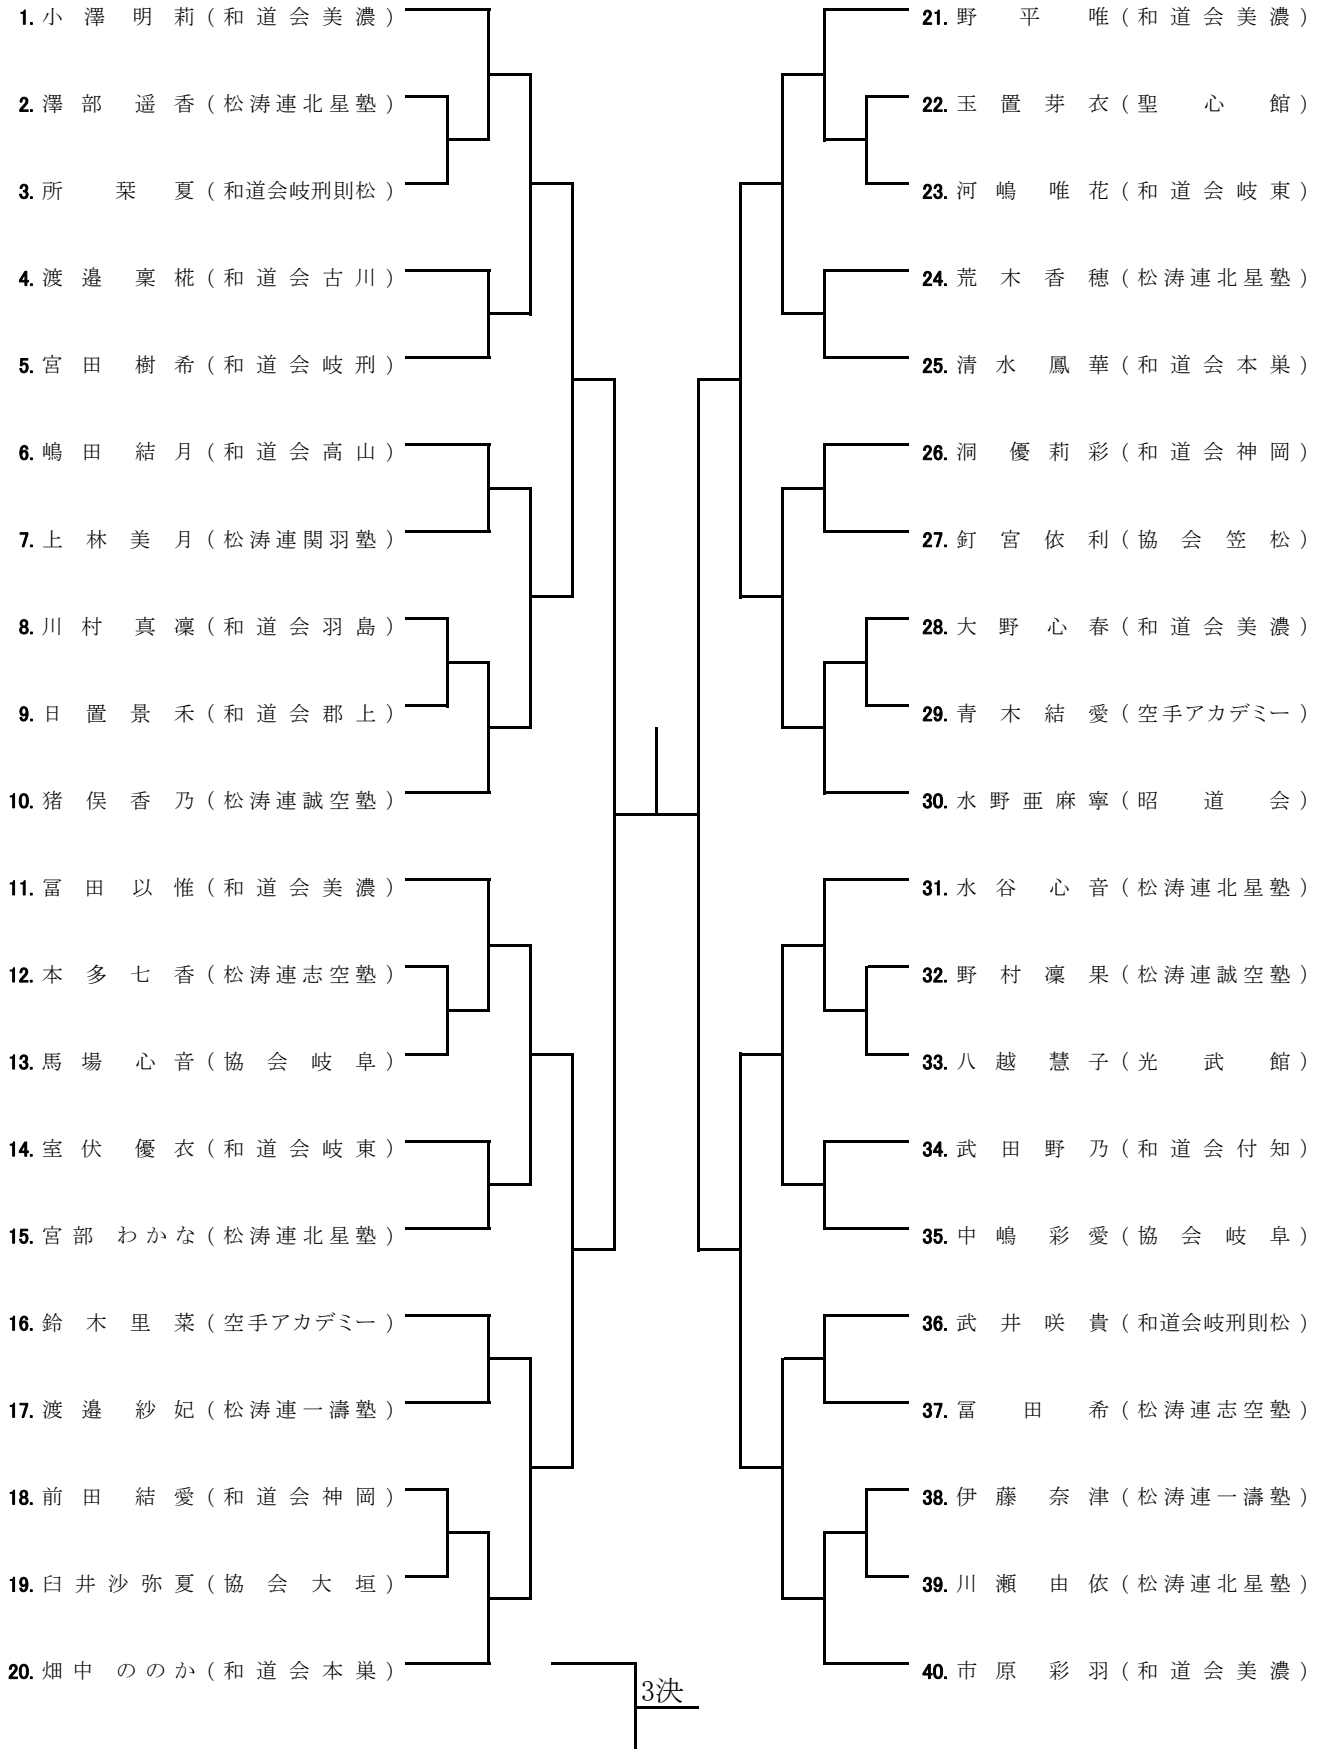 1. 小澤明莉(和道会美濃)
2. 澤部遥香(松涛連北星塾)
3. 所栞夏(和道会岐刑則松)
4. 渡邉稟椛(和道会古川)
5. 宮田樹希(和道会岐刑)
6. 嶋田結月(和道会高山)
7. 上林美月(松涛連関羽塾)
8. 川村真凜(和道会羽島)
9. 日置景禾(和道会郡上)
10. 猪俣香乃(松涛連誠空塾)
11. 冨田以惟(和道会美濃)
12. 本多七香(松涛連志空塾)
13. 馬場心音(協会岐阜)
14. 室伏優衣(和道会岐東)
15. 宮部わかな(松涛連北星塾)
16. 鈴木里菜(空手アカデミー)
17. 渡邉紗妃(松涛連一濤塾)
18. 前田結愛(和道会神岡)
19. 臼井沙弥夏(協会大垣)
20. 畑中ののか(和道会本巣)
21. 野平唯(和道会美濃)
22. 玉置芽衣(聖心館)
23. 河嶋唯花(和道会岐東)
24. 荒木香穂(松涛連北星塾)
25. 清水鳳華(和道会本巣)
26. 洞優莉彩(和道会神岡)
27. 釘宮依利(協会笠松)
28. 大野心春(和道会美濃)
29. 青木結愛(空手アカデミー)
30. 水野亜麻寧(昭道会)
31. 水谷心音(松涛連北星塾)
32. 野村凜果(松涛連誠空塾)
33. 八越慧子(光武館)
34. 武田野乃(和道会付知)
35. 中嶋彩愛(協会岐阜)
36. 武井咲貴(和道会岐刑則松)
37. 冨田希(松涛連志空塾)
38. 伊藤奈津(松涛連一濤塾)
39. 川瀬由依(松涛連北星塾)
40. 市原彩羽(和道会美濃)
3決